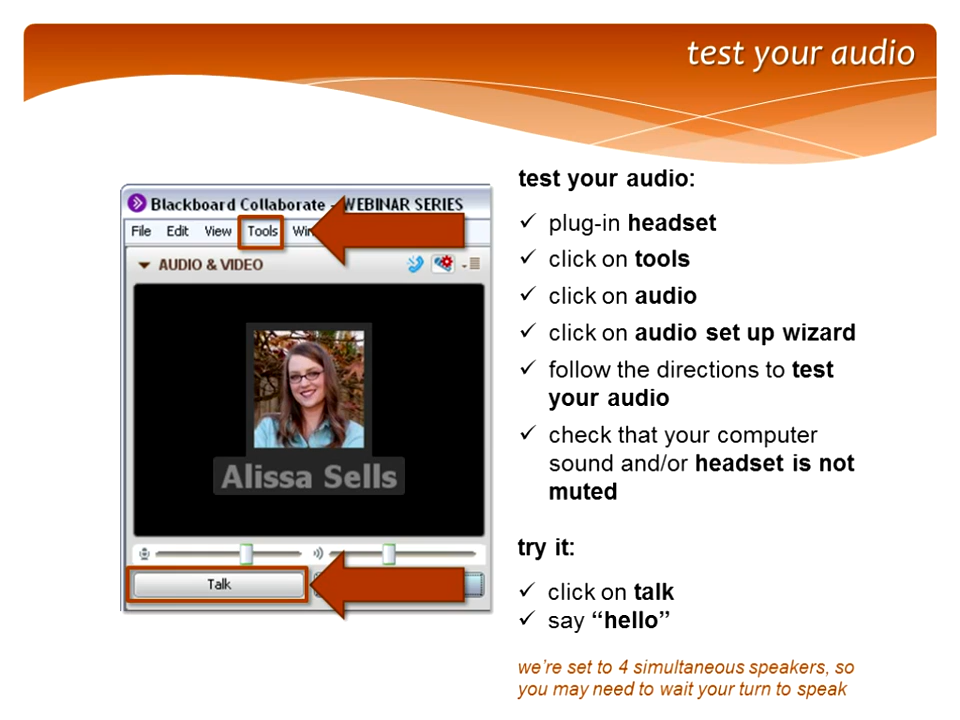 test your audio
Blackboard Collaborate - WEBINAR SERIES
File Edit View Tools
AUDIO & VIDEO
Alissa Sells
Talk
test your audio:
✓ plug-in headset
✓ click on tools
✓ click on audio
✓ click on audio set up wizard
✓ follow the directions to test
your audio
✓ check that your computer
sound and/or headset is not
muted
try it:
✓ click on talk
✓ say “hello”
we’re set to 4 simultaneous speakers, so
you may need to wait your turn to speak